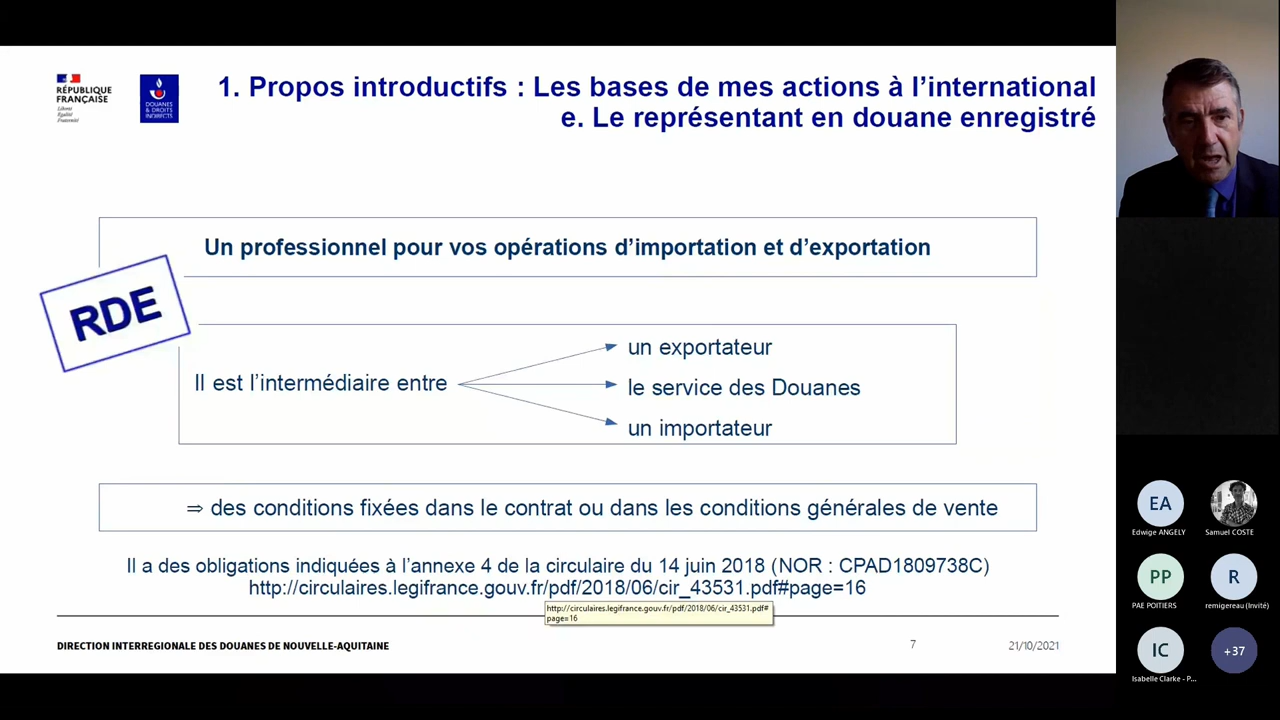 1. Propos introductifs : Les bases de mes actions à l’international
e. Le représentant en douane enregistré
RÉPUBLIQUE
FRANÇAISE
Liberté
Égalité
Fraternité
DOUANES
& DROITS
INDIRECTS
Un professionnel pour vos opérations d’importation et d’exportation
RDE
Il est l’intermédiaire entre
un exportateur
le service des Douanes
un importateur
⇒ des conditions fixées dans le contrat ou dans les conditions générales de vente
Il a des obligations indiquées à l’annexe 4 de la circulaire du 14 juin 2018 (NOR : CPAD1809738C)
http://circulaires.legifrance.gouv.fr/pdf/2018/06/cir_43531.pdf#page=16
http://circulaires.legifrance.gouv.fr/pdf/2018/06/cir_43531.pdf#
page=16
DIRECTION INTERREGIONALE DES DOUANES DE NOUVELLE-AQUITAINE
7
21/10/2021
EA
Edwige ANGELY
Samuel COSTE
PP
PAE POITIERS
R
remigereau (Invité)
IC
Isabelle Clarke - P...
+37